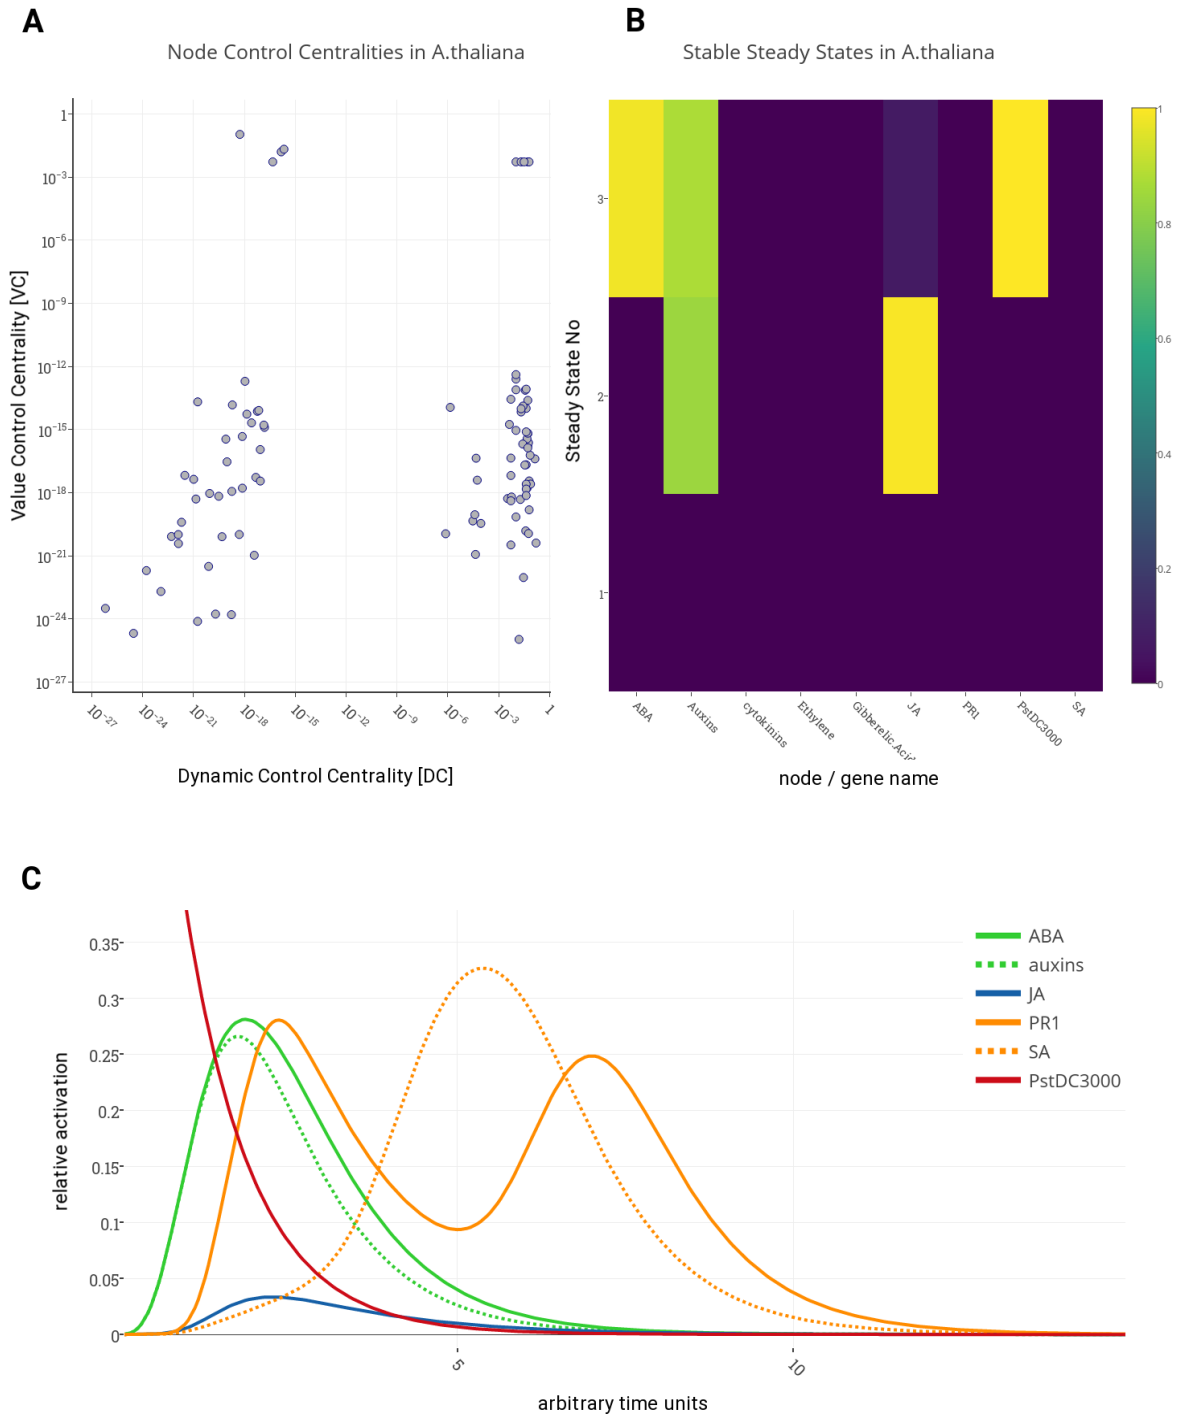 A
Node Control Centralities in A.thaliana
Value Control Centrality [VC]
1
10⁻³
10⁻⁶
10⁻⁹
10⁻¹²
10⁻¹⁵
10⁻¹⁸
10⁻²¹
10⁻²⁴
10⁻²⁷
10⁻²⁷
10⁻²⁴
10⁻²¹
10⁻¹⁸
10⁻¹⁵
10⁻¹²
10⁻⁹
10⁻⁶
10⁻³
1
Dynamic Control Centrality [DC]
B
Stable Steady States in A.thaliana
Steady State No
3
2
1
ABA
Auxins
cytokinins
Ethylene
Gibberelic.Acid
JA
PR1
PstDC3000
SA
node / gene name
1
0.8
0.6
0.4
0.2
0
C
relative activation
0.35
0.3
0.25
0.2
0.15
0.1
0.05
0
5
10
arbitrary time units
ABA
auxins
JA
PR1
SA
PstDC3000